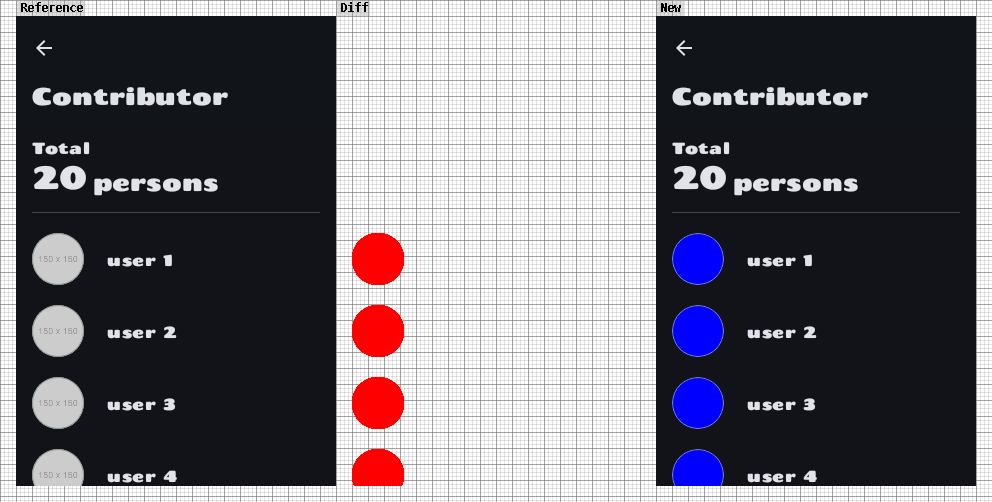 Reference
Diff
New
Contributor
Total
20 persons
150 x 150
user 1
150 x 150
user 2
150 x 150
user 3
150 x 150
user 4
Contributor
Total
20 persons
user 1
user 2
user 3
user 4